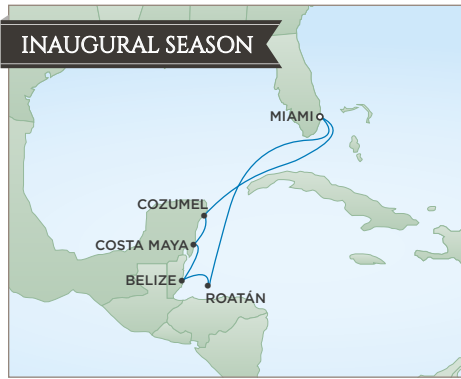 INAUGURAL SEASON
MIAMI
COZUMEL
COSTA MAYA
BELIZE
ROATÁN